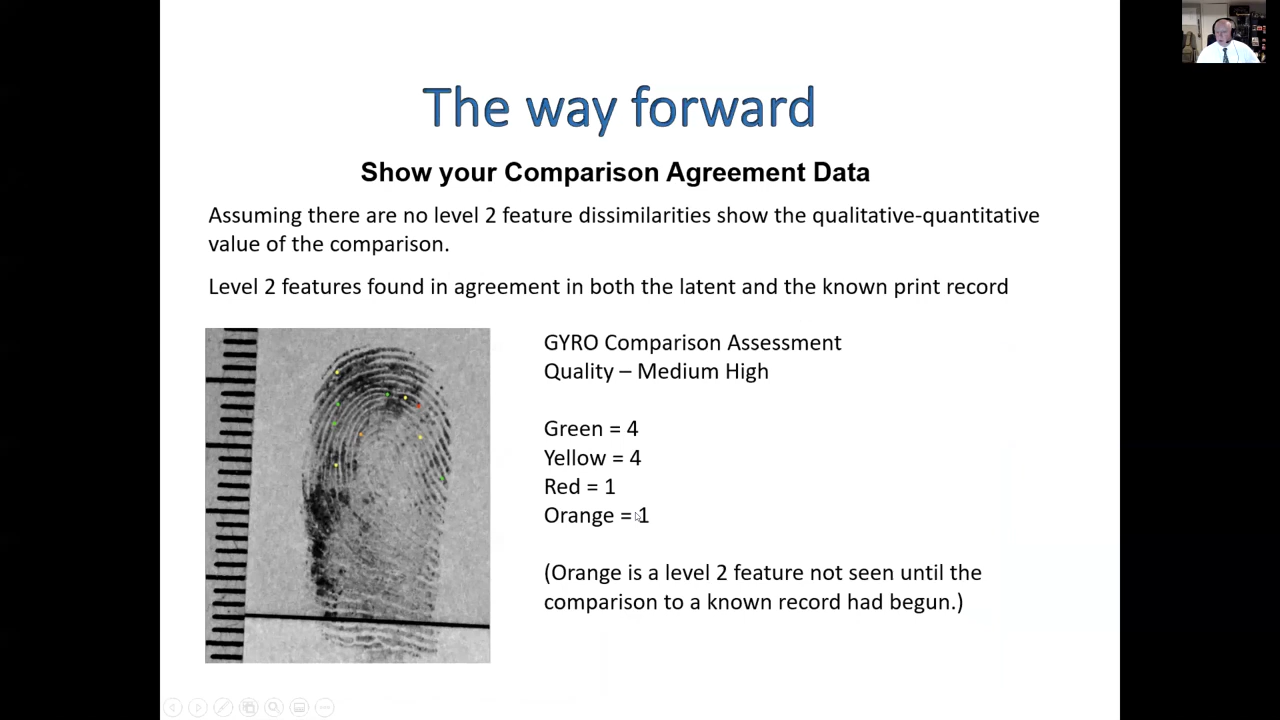 The way forward
Show your Comparison Agreement Data
Assuming there are no level 2 feature dissimilarities show the qualitative-quantitative
value of the comparison.
Level 2 features found in agreement in both the latent and the known print record
GYRO Comparison Assessment
Quality – Medium High
Green = 4
Yellow = 4
Red = 1
Orange = 1
(Orange is a level 2 feature not seen until the
comparison to a known record had begun.)